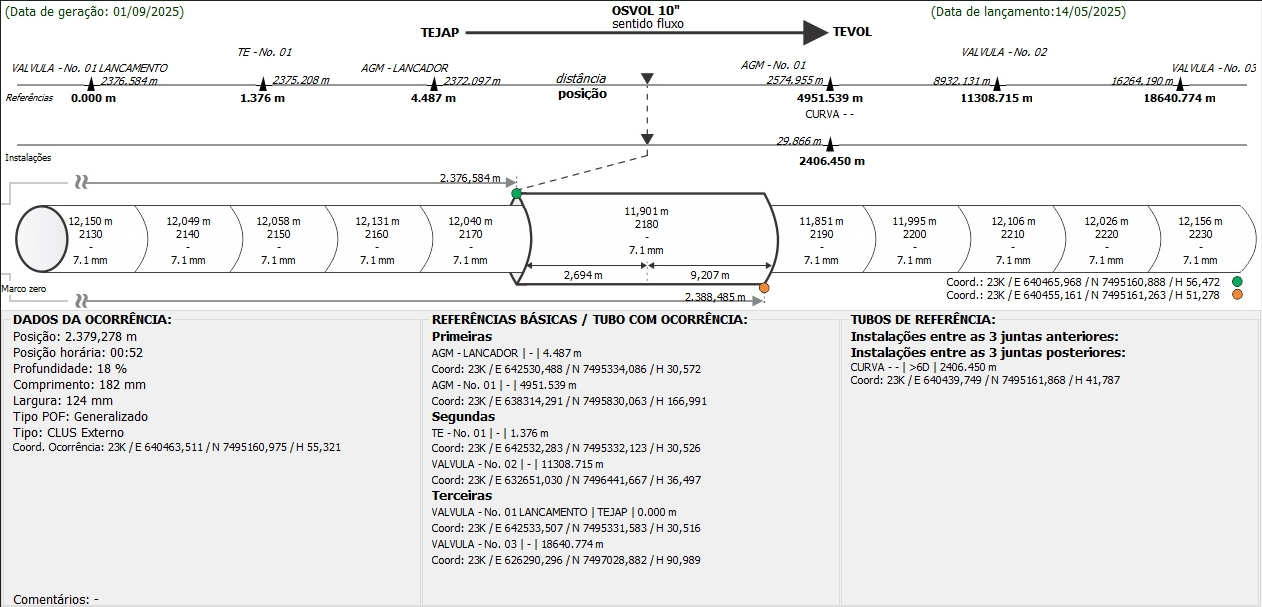 (Data de geração: 01/09/2025)
OSVOL 10"
(Data de lançamento:14/05/2025)
sentido fluxo
TEJAP
TEVOL
TE - No. 01
VALVULA - No. 02
VALVULA - No. 01 LANCAMENTO
AGM - LANCADOR
AGM - No. 01
VALVULA - No. 03
2376,584 m
2375.208 m
2372,097 m
distância
2574,955 m
8932.131 m
16264.190 m
Referências
0.000 m
1.376 m
4.487 m
posição
4951.539 m
11308.715 m
18640.774 m
CURVA - -
29.866 m
Instalações
2406.450 m
2.376,584 m
12,150 m
2130
-
7.1 mm
12,049 m
2140
-
7.1 mm
12,058 m
2150
-
7.1 mm
12,131 m
2160
-
7.1 mm
12,040 m
2170
-
7.1 mm
11,901 m
2180
-
7.1 mm
2,694 m
9,207 m
11,851 m
2190
-
7.1 mm
11,995 m
2200
-
7.1 mm
12,106 m
2210
-
7.1 mm
12,026 m
2220
-
7.1 mm
12,156 m
2230
-
7.1 mm
Coord.: 23K / E 640465,968 / N 7495160,888 / H 56,472
Coord.: 23K / E 640455,161 / N 7495161,263 / H 51,278
Marco zero
2.388,485 m
DADOS DA OCORRÊNCIA:
Posição: 2.379,278 m
Posição horária: 00:52
Profundidade: 18 %
Comprimento: 182 mm
Largura: 124 mm
Tipo POF: Generalizado
Tipo: CLUS Externo
Coord. Ocorrência: 23K / E 640463,511 / N 7495160,975 / H 55,321
Comentários: -
REFERÊNCIAS BÁSICAS / TUBO COM OCORRÊNCIA:
Primeiras
AGM - LANCADOR | - | 4.487 m
Coord: 23K / E 642530,488 / N 7495334,086 / H 30,572
AGM - No. 01 | - | 4951.539 m
Coord: 23K / E 638314,291 / N 7495830,063 / H 166,991
Segundas
TE - No. 01 | - | 1.376 m
Coord: 23K / E 642532,283 / N 7495332,123 / H 30,526
VALVULA - No. 02 | - | 11308.715 m
Coord: 23K / E 632651,030 / N 7496441,667 / H 36,497
Terceiras
VALVULA - No. 01 LANCAMENTO | TEJAP | 0.000 m
Coord: 23K / E 642533,507 / N 7495331,583 / H 30,516
VALVULA - No. 03 | - | 18640.774 m
Coord: 23K / E 626290,296 / N 7497028,882 / H 90,989
TUBOS DE REFERÊNCIA:
Instalações entre as 3 juntas anteriores:
Instalações entre as 3 juntas posteriores:
CURVA - - | >6D | 2406.450 m
Coord: 23K / E 640439,749 / N 7495161,868 / H 41,787